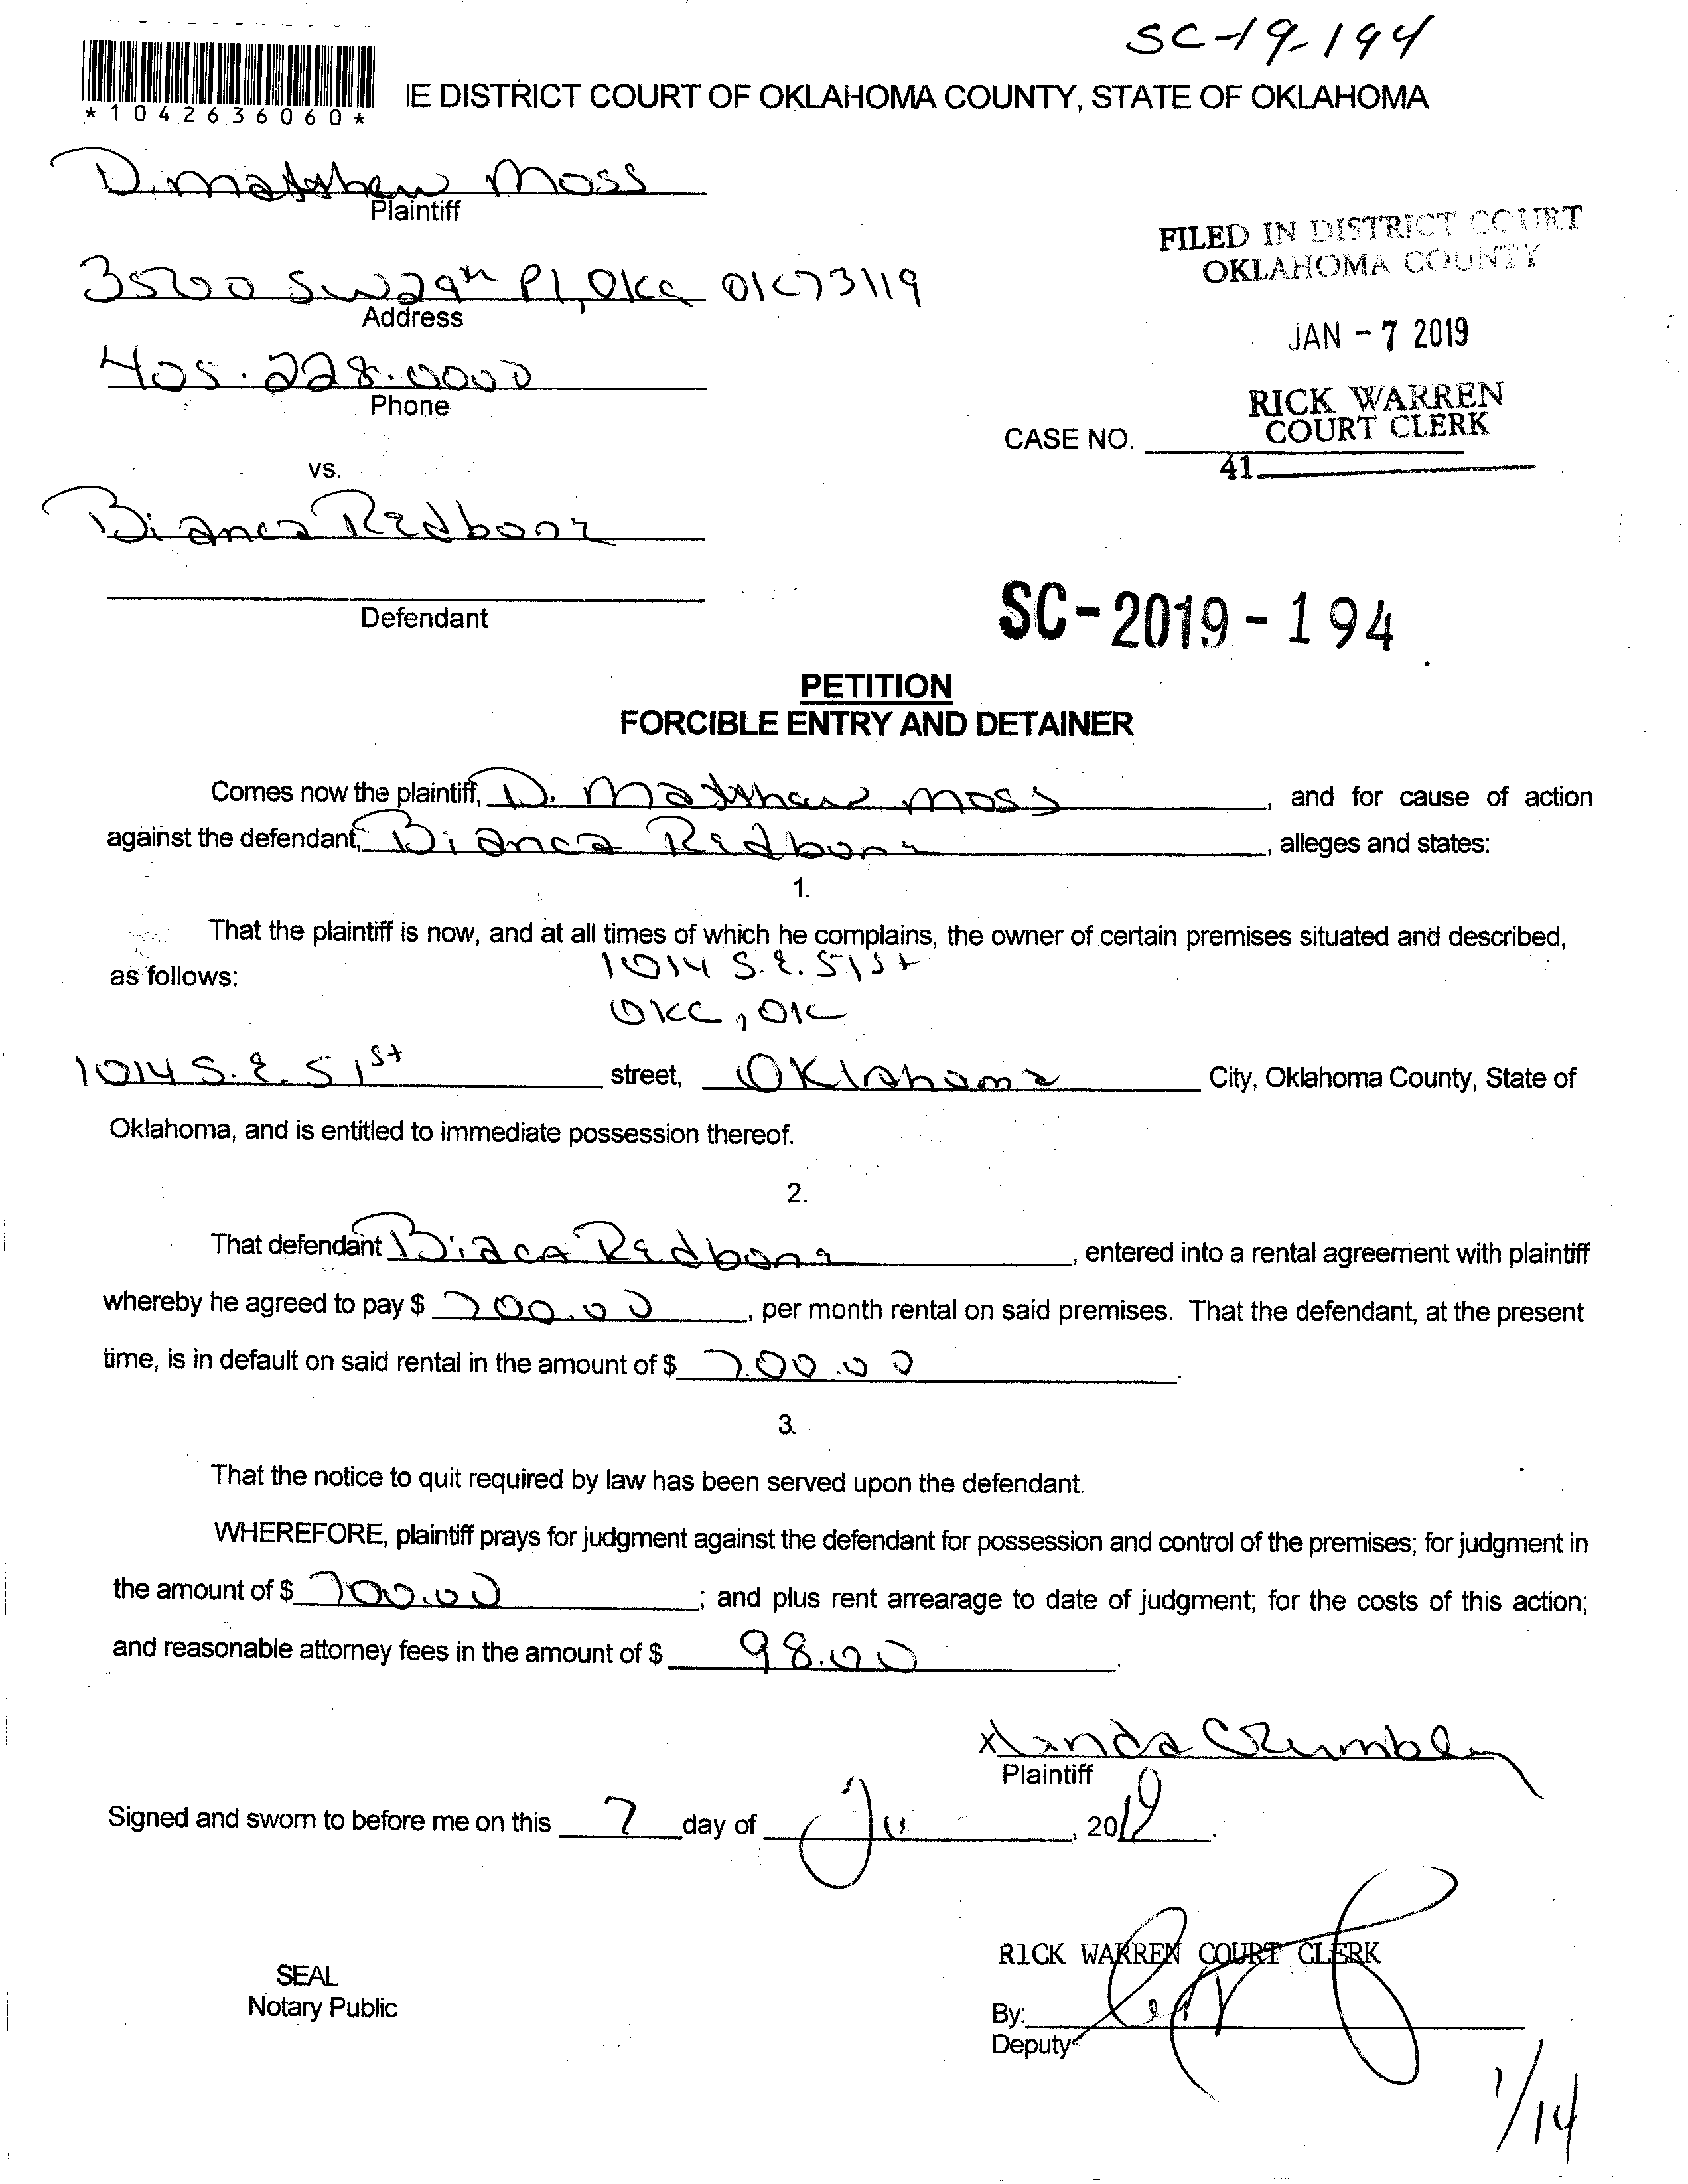 SC-19-194
*1042636060*
IE DISTRICT COURT OF OKLAHOMA COUNTY, STATE OF OKLAHOMA
D. Matthew Moss
Plaintiff
3500 SW 29th Pl, OKC OK 73119
Address
405.228.0000
Phone
FILED IN DISTRICT COURT
OKLAHOMA COUNTY
JAN - 7 2019
RICK WARREN
COURT CLERK
CASE NO.
41
vs.
Bianca Redbone
Defendant
SC-2019-194
PETITION
FORCIBLE ENTRY AND DETAINER
Comes now the plaintiff, D. Matthew Moss, and for cause of action
against the defendant, Bianca Redbone, alleges and states:
1.
That the plaintiff is now, and at all times of which he complains, the owner of certain premises situated and described,
as follows: 1014 S.E. 51st
OKC, OK
1014 S.E. 51st street, Oklahoma City, Oklahoma County, State of
Oklahoma, and is entitled to immediate possession thereof.
2.
That defendant Biaca Redbone, entered into a rental agreement with plaintiff
whereby he agreed to pay $ 700.00, per month rental on said premises. That the defendant, at the present
time, is in default on said rental in the amount of $ 700.00.
3.
That the notice to quit required by law has been served upon the defendant.
WHEREFORE, plaintiff prays for judgment against the defendant for possession and control of the premises; for judgment in
the amount of $ 700.00; and plus rent arrearage to date of judgment; for the costs of this action;
and reasonable attorney fees in the amount of $ 98.00.
x Linda Crumbley
Plaintiff
Signed and sworn to before me on this 7 day of , 2019.
SEAL
Notary Public
RICK WARREN COURT CLERK
By:
Deputy
1/14